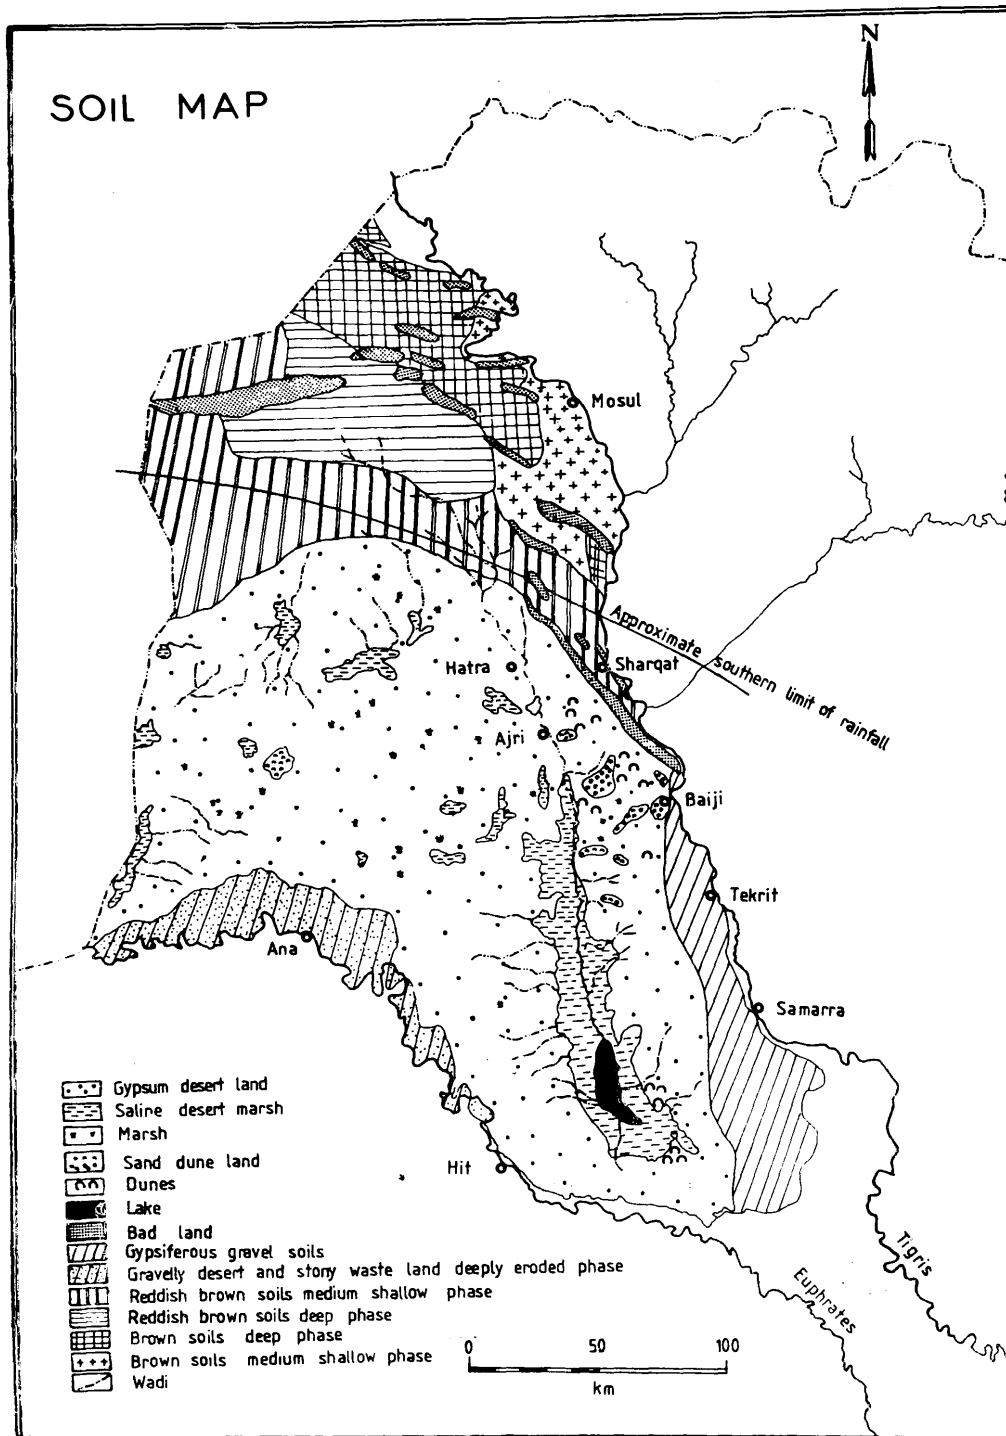 N
SOIL MAP
Mosul
Approximate southern limit of rainfall
Hatra
Sharqat
Ajri
Baiji
Tekrit
Ana
Samarra
Hit
Tigris
Euphrates
Gypsum desert land
Saline desert marsh
Marsh
Sand dune land
Dunes
Lake
Bad land
Gypsiferous gravel soils
Gravelly desert and stony waste land deeply eroded phase
Reddish brown soils medium shallow phase
Reddish brown soils deep phase
Brown soils deep phase
Brown soils medium shallow phase
Wadi
0 50 100
km